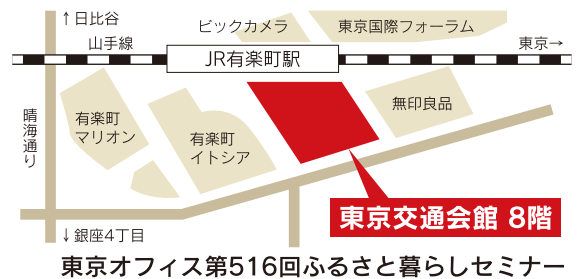 ↑日比谷
ビックカメラ
東京国際フォーラム
山手線
JR有楽町駅
東京→
晴海通り
有楽町
マリオン
有楽町
イトシア
無印良品
東京交通会館 8階
↓銀座4丁目
東京オフィス第516回ふるさと暮らしセミナー